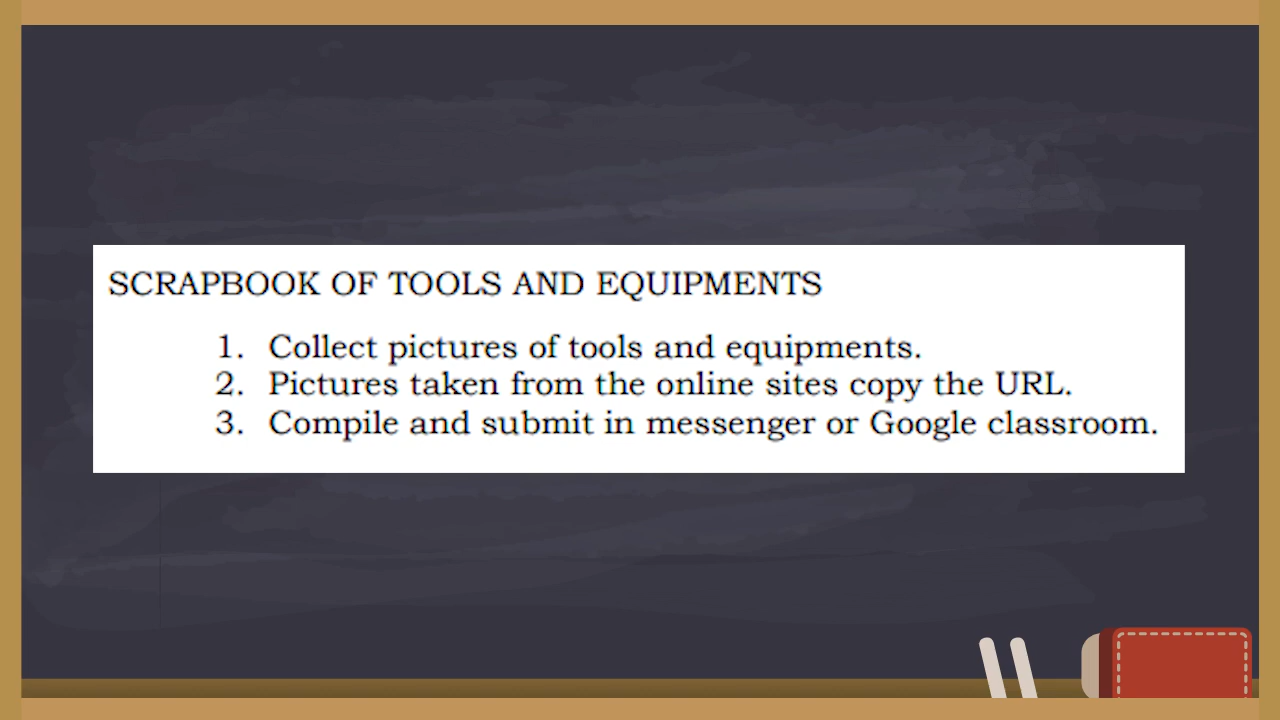 SCRAPBOOK OF TOOLS AND EQUIPMENTS
1. Collect pictures of tools and equipments.
2. Pictures taken from the online sites copy the URL.
3. Compile and submit in messenger or Google classroom.